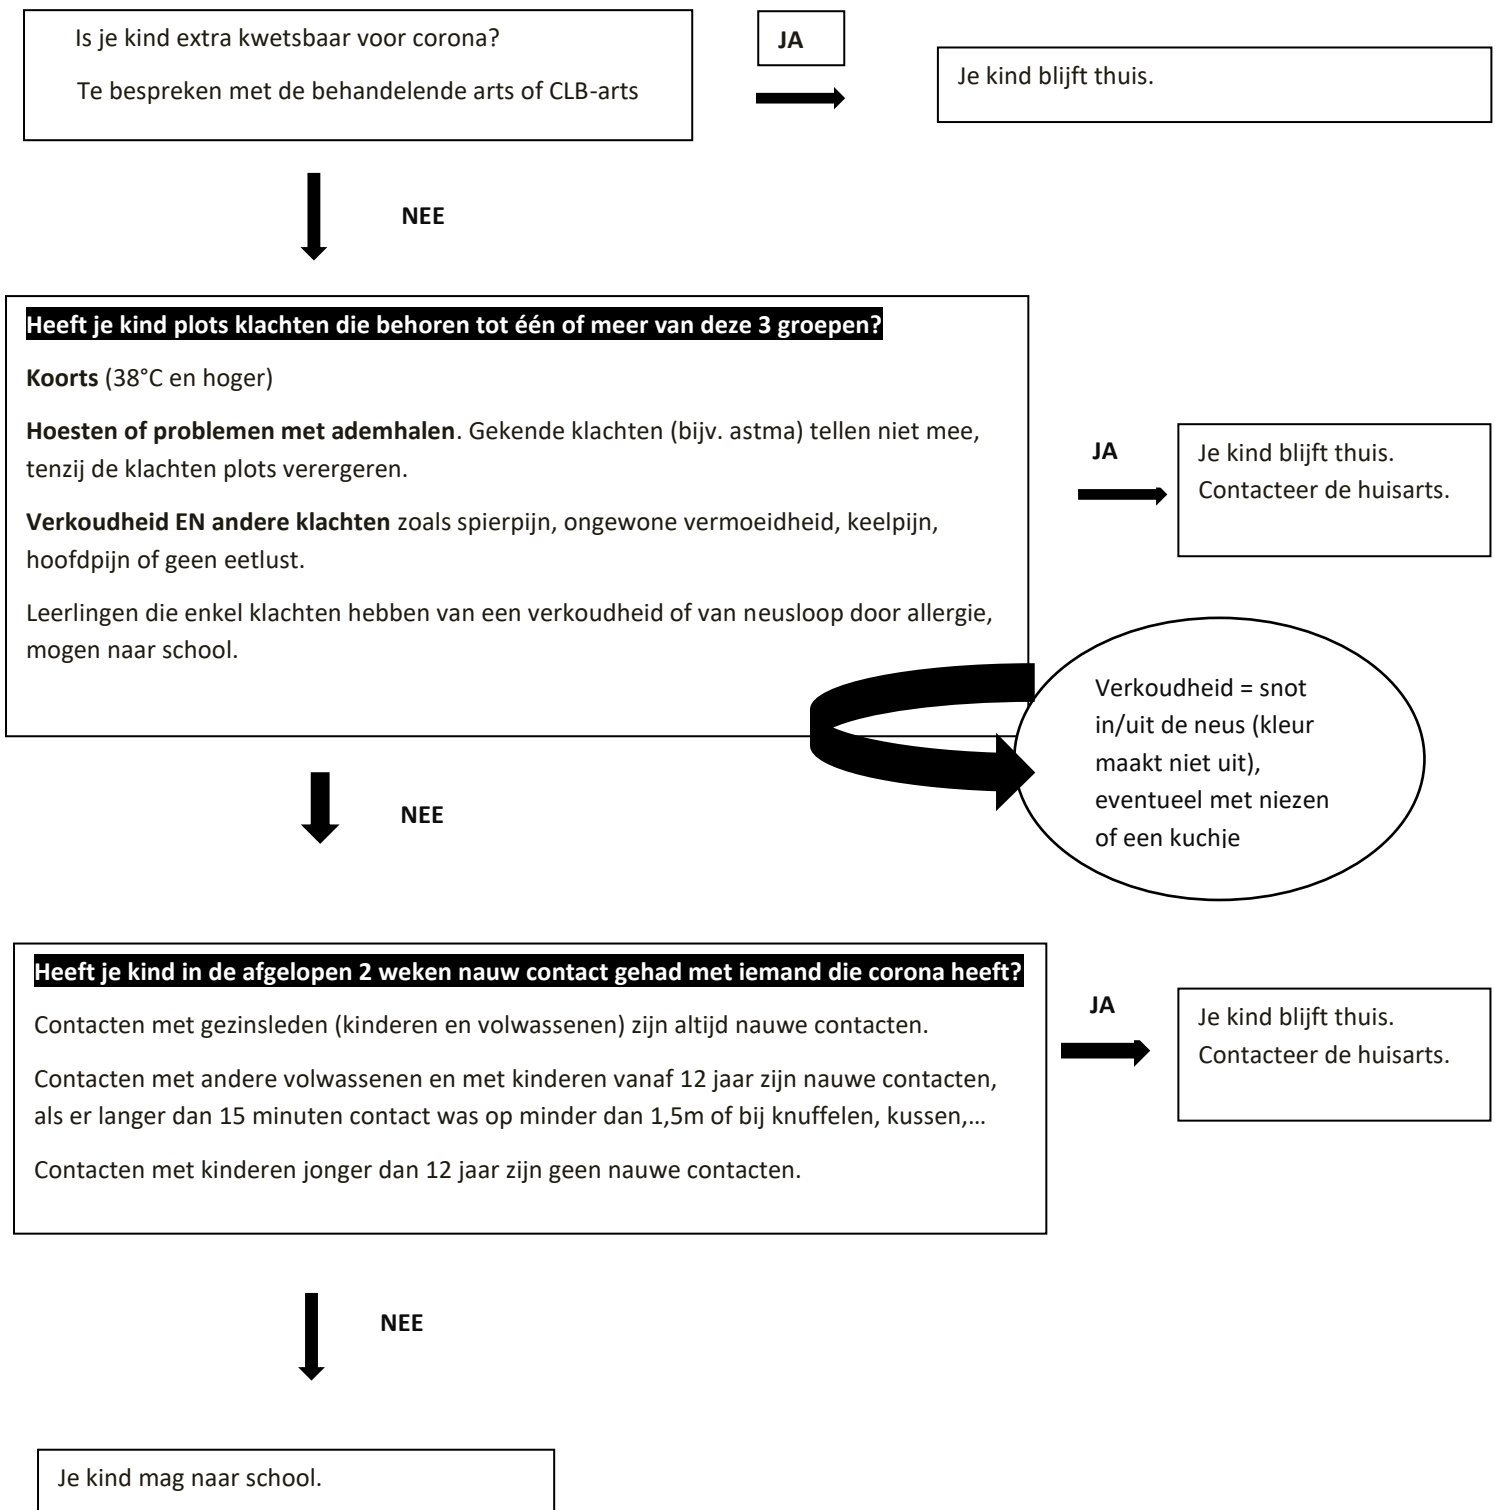 Is je kind extra kwetsbaar voor corona?
Te bespreken met de behandelende arts of CLB-arts
JA
Je kind blijft thuis.
NEE
Heeft je kind plots klachten die behoren tot één of meer van deze 3 groepen?
Koorts (38°C en hoger)
Hoesten of problemen met ademhalen. Gekende klachten (bijv. astma) tellen niet mee,
tenzij de klachten plots verergeren.
Verkoudheid EN andere klachten zoals spierpijn, ongewone vermoeidheid, keelpijn,
hoofdpijn of geen eetlust.
Leerlingen die enkel klachten hebben van een verkoudheid of van neusloop door allergie,
mogen naar school.
JA
Je kind blijft thuis.
Contacteer de huisarts.
Verkoudheid = snot
in/uit de neus (kleur
maakt niet uit),
eventueel met niezen
of een kuchje
NEE
Heeft je kind in de afgelopen 2 weken nauw contact gehad met iemand die corona heeft?
Contacten met gezinsleden (kinderen en volwassenen) zijn altijd nauwe contacten.
Contacten met andere volwassenen en met kinderen vanaf 12 jaar zijn nauwe contacten,
als er langer dan 15 minuten contact was op minder dan 1,5m of bij knuffelen, kussen,…
Contacten met kinderen jonger dan 12 jaar zijn geen nauwe contacten.
JA
Je kind blijft thuis.
Contacteer de huisarts.
NEE
Je kind mag naar school.